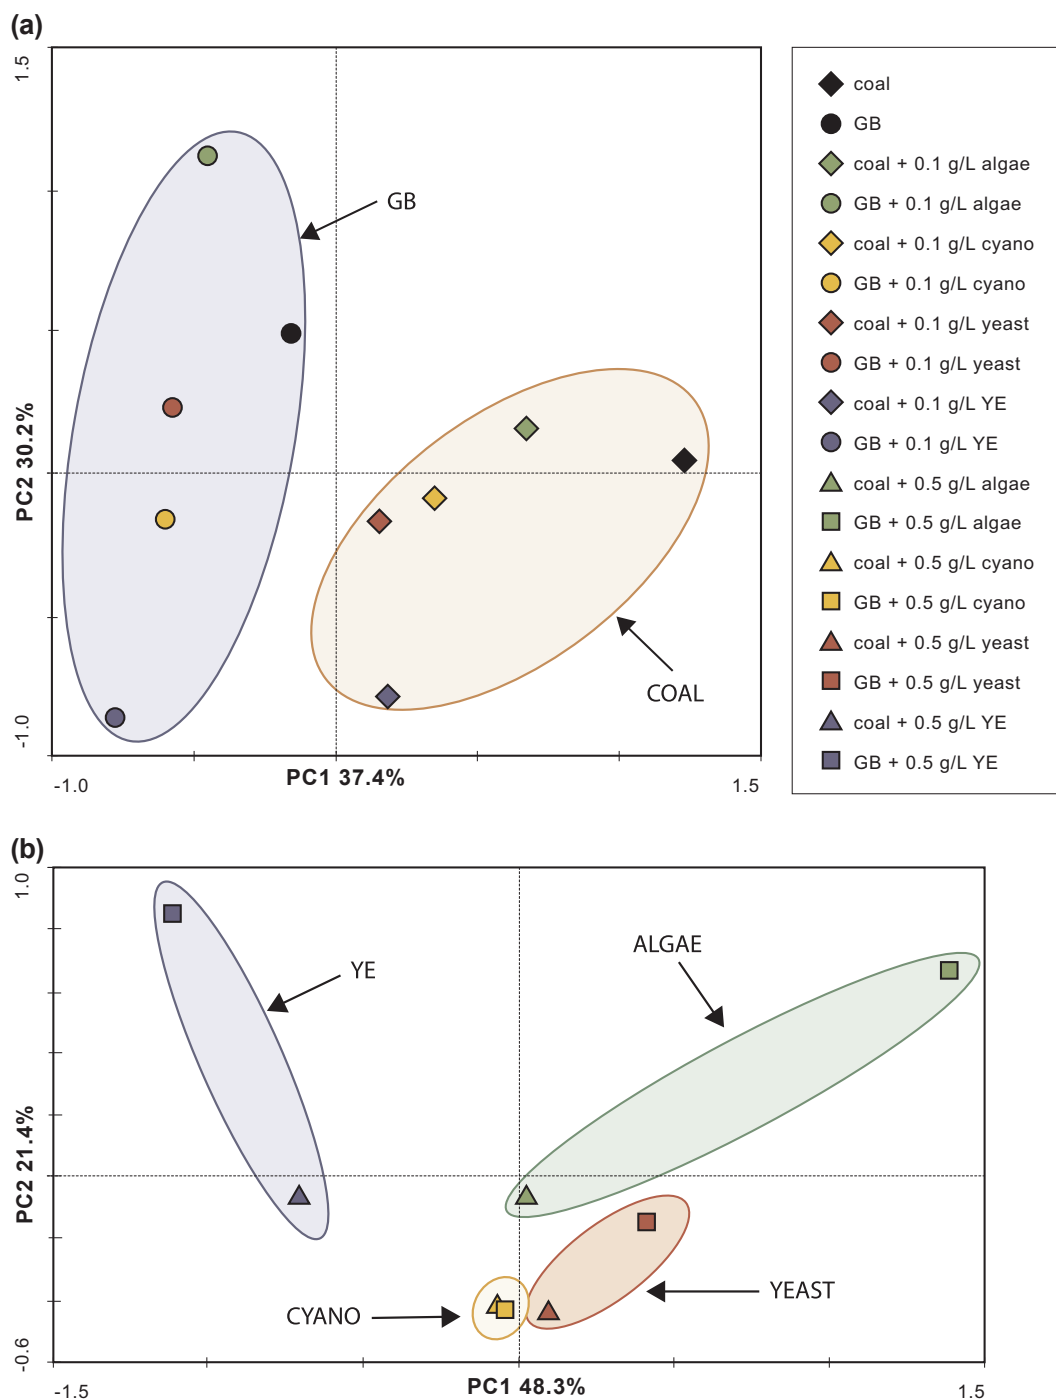 (a)
1.5
GB
PC2 30.2%
COAL
-1.0
-1.0
PC1 37.4%
1.5
coal
GB
coal + 0.1 g/L algae
GB + 0.1 g/L algae
coal + 0.1 g/L cyano
GB + 0.1 g/L cyano
coal + 0.1 g/L yeast
GB + 0.1 g/L yeast
coal + 0.1 g/L YE
GB + 0.1 g/L YE
coal + 0.5 g/L algae
GB + 0.5 g/L algae
coal + 0.5 g/L cyano
GB + 0.5 g/L cyano
coal + 0.5 g/L yeast
GB + 0.5 g/L yeast
coal + 0.5 g/L YE
GB + 0.5 g/L YE
(b)
1.0
ALGAE
YE
PC2 21.4%
YEAST
CYANO
-0.6
-1.5
PC1 48.3%
1.5